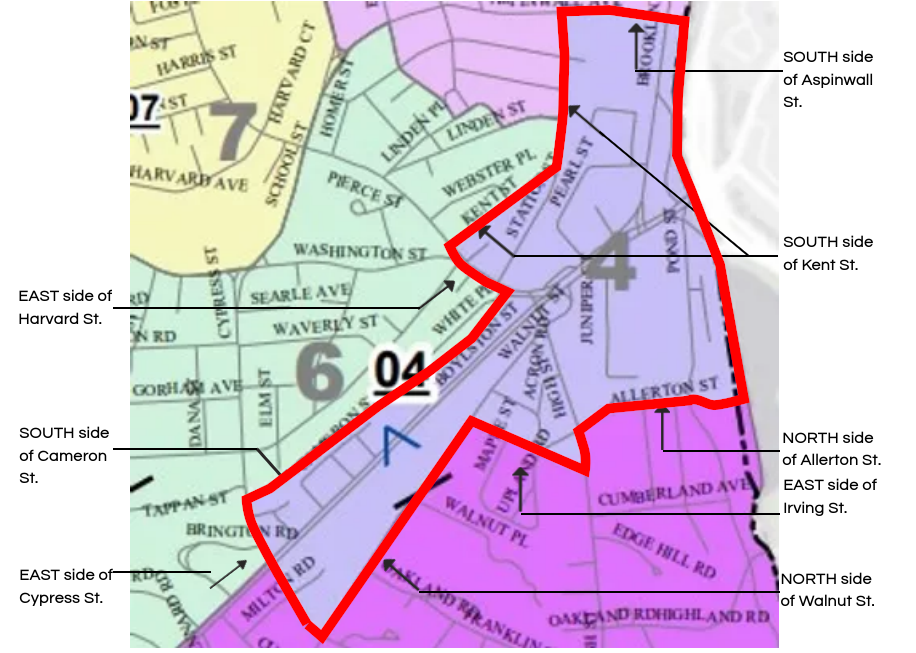 HARRIS ST
HARVARD CT
HOMER ST
07
7
SCHOOL ST
HARVARD AVE
LINDEN PL
LINDEN ST
WEBSTER PL
PIERCE ST
KENT ST
PEARL ST
POND S
WASHINGTON ST
4
CYPRESS ST
SEARLE AVE
WHITE PL
WAVERLY ST
BOYLSTON ST
WALNUT ST
JUNIPER
ACRON RD
HIGH ST
6
04
GORHAM AVE
DANA S
ELM ST
ALLERTON ST
MAPLE ST
TAPPAN ST
BRINGTON RD
MILTON RD
WALNUT PL
CUMBERLAND AVE
EDGE HILL RD
OAKLAND RD
FRANKLIN
OAKLAND RD
HIGHLAND RD
SOUTH side
of Aspinwall
St.
SOUTH side
of Kent St.
EAST side of
Harvard St.
SOUTH side
of Cameron
St.
NORTH side
of Allerton St.
EAST side of
Irving St.
EAST side of
Cypress St.
NORTH side
of Walnut St.